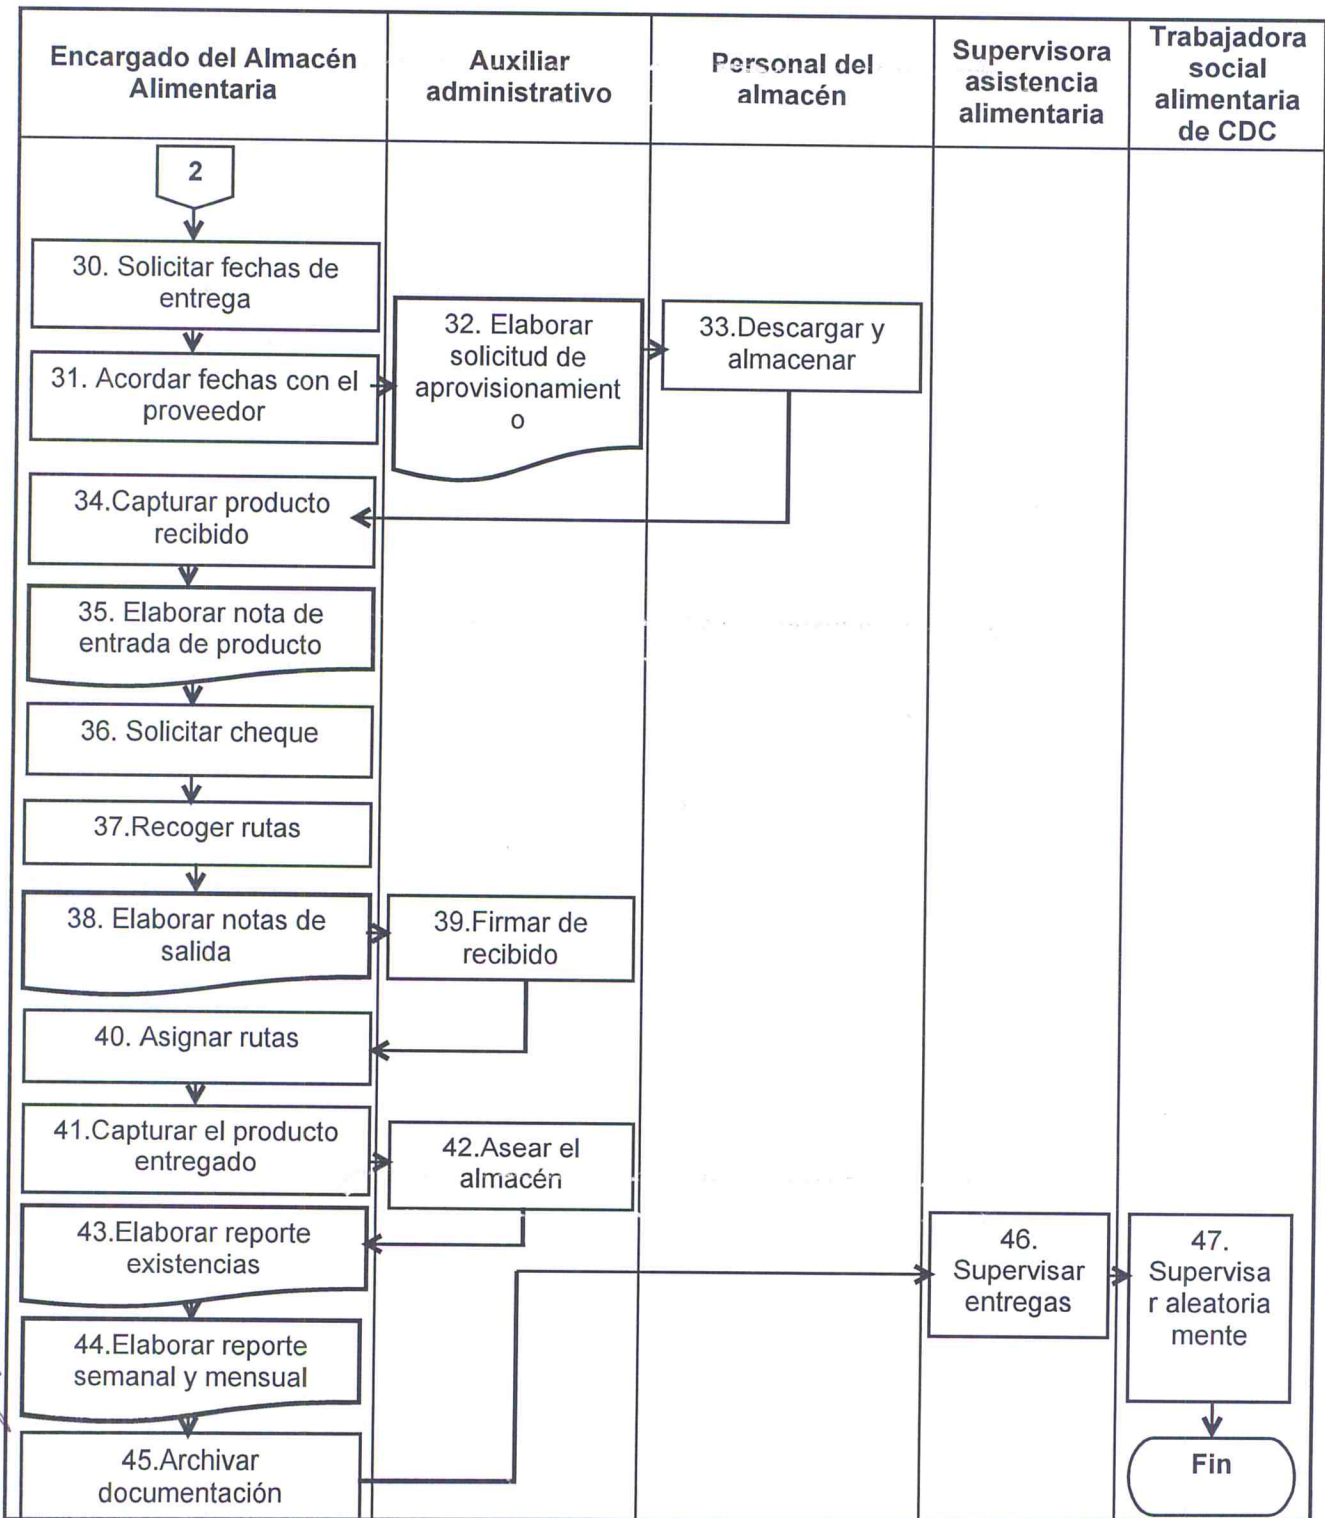 Encargado del Almacén
Alimentaria
Auxiliar
administrativo
Personal del
almacén
Supervisora
asistencia
alimentaria
Trabajadora
social
alimentaria
de CDC
2
30. Solicitar fechas de
entrega
31. Acordar fechas con el
proveedor
32. Elaborar
solicitud de
aprovisionamient
o
33.Descargar y
almacenar
34.Capturar producto
recibido
35. Elaborar nota de
entrada de producto
36. Solicitar cheque
37.Recoger rutas
38. Elaborar notas de
salida
39.Firmar de
recibido
40. Asignar rutas
41.Capturar el producto
entregado
42.Asear el
almacén
43.Elaborar reporte
existencias
44.Elaborar reporte
semanal y mensual
45.Archivar
documentación
46.
Supervisar
entregas
47.
Supervisa
r aleatoria
mente
Fin